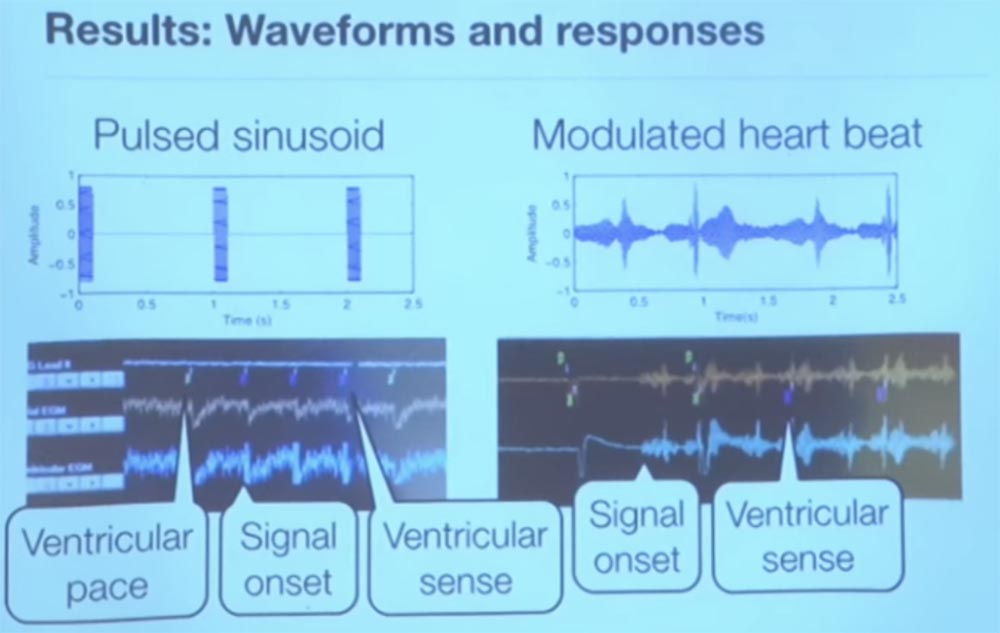 Results: Waveforms and responses
Pulsed sinusoid
Modulated heart beat
Amplitude
1
0.5
0
-0.5
-1
0
0.5
1
1.5
2
2.5
Time (s)
Amplitude
1
0.5
0
-0.5
-1
0
0.5
1
1.5
2
2.5
Time(s)
G Lead II
EGM
EGM
P
P
Ventricular
pace
Signal
onset
Ventricular
sense
Signal
onset
Ventricular
sense